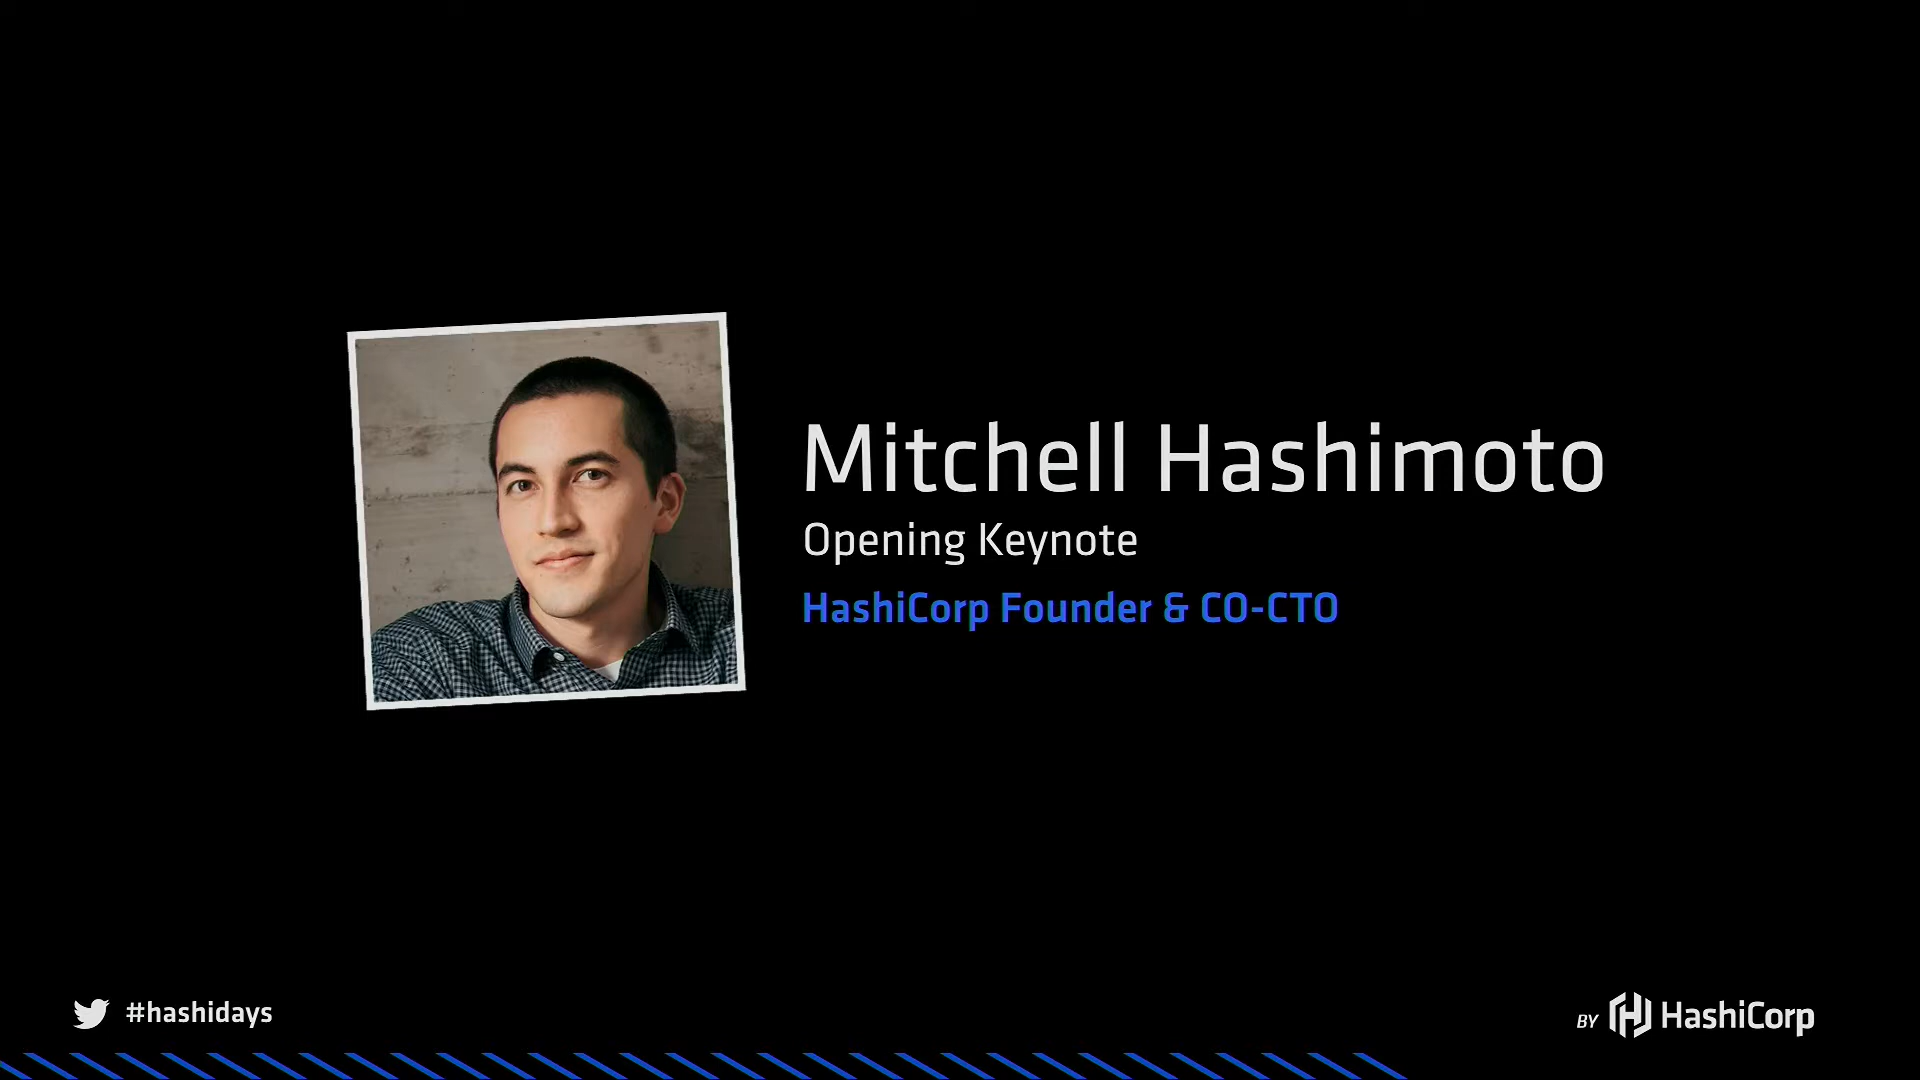 Mitchell Hashimoto
Opening Keynote
HashiCorp Founder & CO-CTO
#hashidays
BY HashiCorp